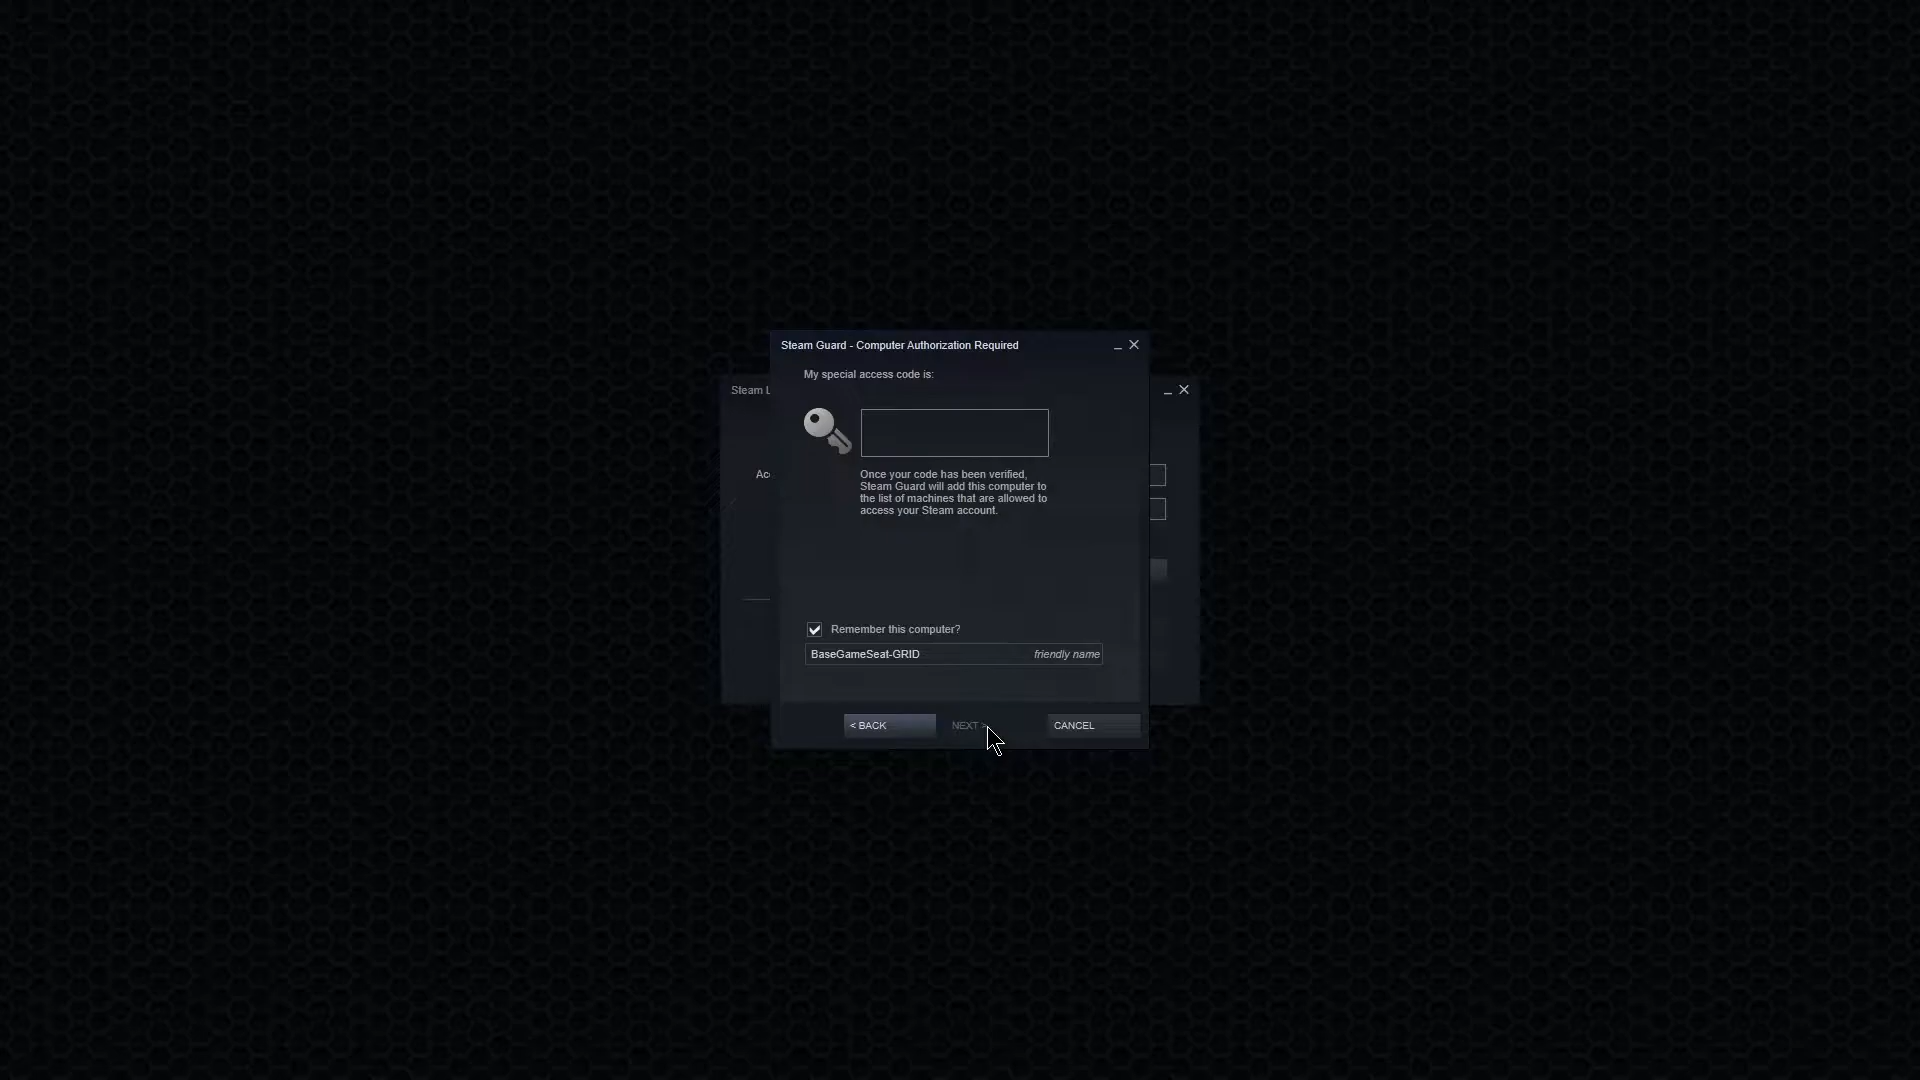 Steam Guard - Computer Authorization Required
My special access code is:
Steam L
Ac
Once your code has been verified,
Steam Guard will add this computer to
the list of machines that are allowed to
access your Steam account.
Remember this computer?
BaseGameSeat-GRID friendly name
< BACK NEXT > CANCEL